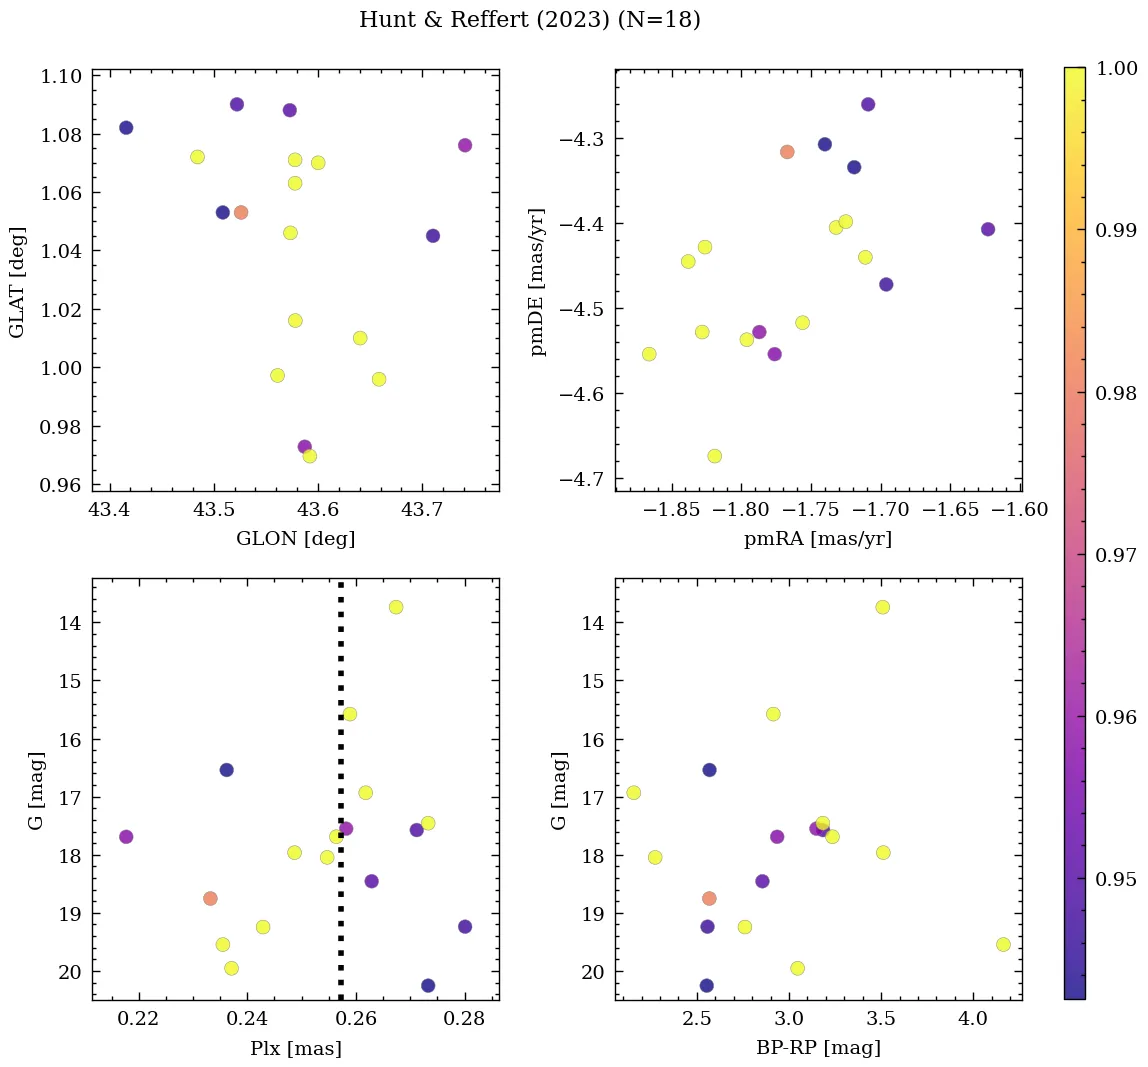 Hunt & Reffert (2023) (N=18)
1.10
1.08
1.06
1.04
1.02
1.00
0.98
0.96
GLAT [deg]
43.4 43.5 43.6 43.7
GLON [deg]
−4.3
−4.4
−4.5
−4.6
−4.7
pmDE [mas/yr]
−1.85 −1.80 −1.75 −1.70 −1.65 −1.60
pmRA [mas/yr]
14
15
16
17
18
19
20
G [mag]
0.22 0.24 0.26 0.28
Plx [mas]
14
15
16
17
18
19
20
G [mag]
2.5 3.0 3.5 4.0
BP-RP [mag]
1.00
0.99
0.98
0.97
0.96
0.95